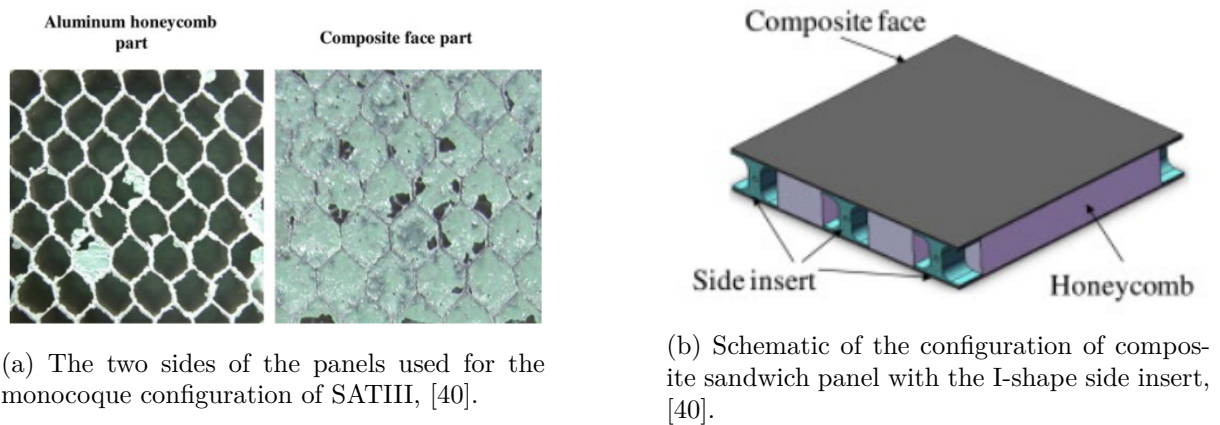 Aluminum honeycomb
part
Composite face part
(a) The two sides of the panels used for the
monocoque configuration of SATIII, [40].
Composite face
Side insert
Honeycomb
(b) Schematic of the configuration of compos-
ite sandwich panel with the I-shape side insert,
[40].